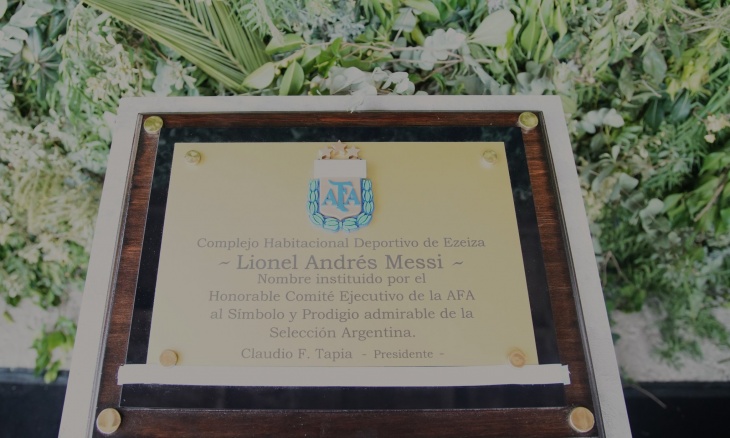 AFA
Complejo Habitacional Deportivo de Ezeiza
~ Lionel Andrés Messi ~
Nombre instituido por el
Honorable Comité Ejecutivo de la AFA
al Símbolo y Prodigio admirable de la
Selección Argentina.
Claudio F. Tapia - Presidente -